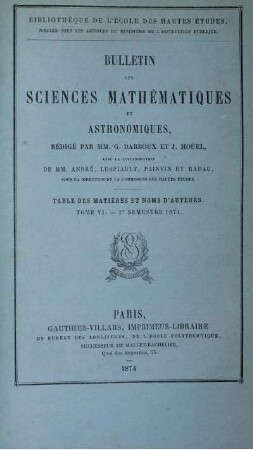 BIBLIOTHÈQUE DE L'ÉCOLE DES HAUTES ÉTUDES,
PUBLIÉE SOUS LES AUSPICES DU MINISTÈRE DE L'INSTRUCTION PUBLIQUE.
BULLETIN
DES
SCIENCES MATHÉMATIQUES
ET
ASTRONOMIQUES,
RÉDIGÉ PAR MM. G. DARBOUX ET J. HOÜEL,
AVEC LA COLLABORATION
DE MM. ANDRÉ, LESPIAULT, PAINVIN ET RADAU,
SOUS LA DIRECTION DE LA COMMISSION DES HAUTES ÉTUDES.
TABLE DES MATIÈRES ET NOMS D'AUTEURS.
TOME VI. — 1er SEMESTRE 1874.
PARIS,
GAUTHIER-VILLARS, IMPRIMEUR-LIBRAIRE
DU BUREAU DES LONGITUDES, DE L'ÉCOLE POLYTECHNIQUE,
SUCCESSEUR DE MALLET-BACHELIER,
Quai des Augustins, 55.
1874